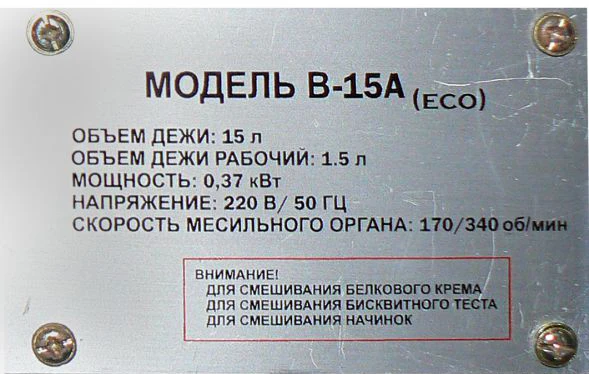 МОДЕЛЬ В-15А (ECO)
ОБЪЕМ ДЕЖИ: 15 л
ОБЪЕМ ДЕЖИ РАБОЧИЙ: 1.5 л
МОЩНОСТЬ: 0,37 кВт
НАПРЯЖЕНИЕ: 220 В/ 50 ГЦ
СКОРОСТЬ МЕСИЛЬНОГО ОРГАНА: 170/340 об/мин
ВНИМАНИЕ!
ДЛЯ СМЕШИВАНИЯ БЕЛКОВОГО КРЕМА
ДЛЯ СМЕШИВАНИЯ БИСКВИТНОГО ТЕСТА
ДЛЯ СМЕШИВАНИЯ НАЧИНОК